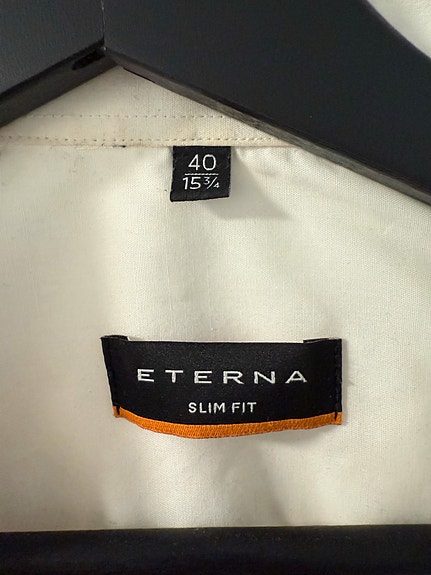 40
15¾
ETERNA
SLIM FIT